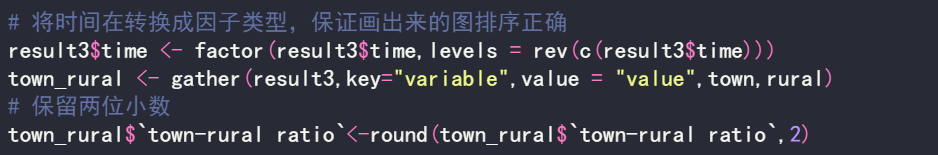 # 将时间在转换成因子类型，保证画出来的图排序正确
result3$time <- factor(result3$time,levels = rev(c(result3$time)))
town_rural <- gather(result3,key="variable",value = "value",town,rural)
# 保留两位小数
town_rural$`town-rural ratio`<-round(town_rural$`town-rural ratio`,2)